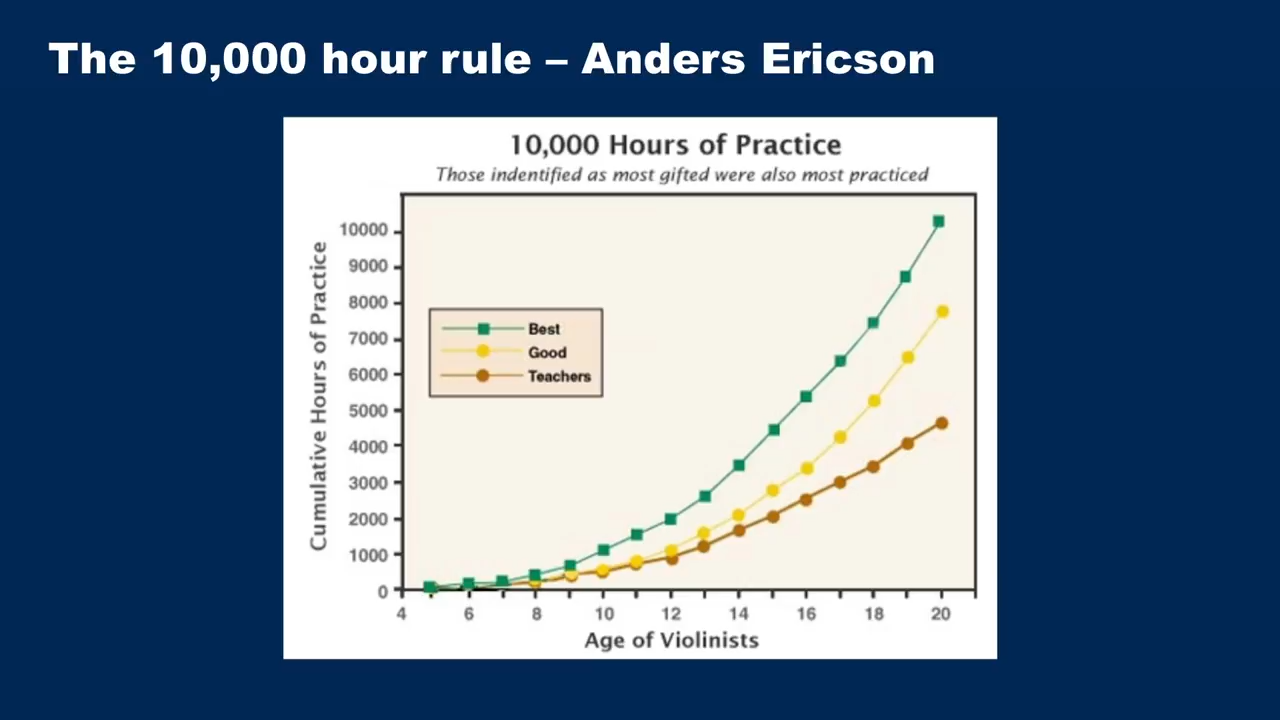 The 10,000 hour rule – Anders Ericson
10,000 Hours of Practice
Those indentified as most gifted were also most practiced
Cumulative Hours of Practice
10000
9000
8000
7000
6000
5000
4000
3000
2000
1000
0
Best
Good
Teachers
4 6 8 10 12 14 16 18 20
Age of Violinists